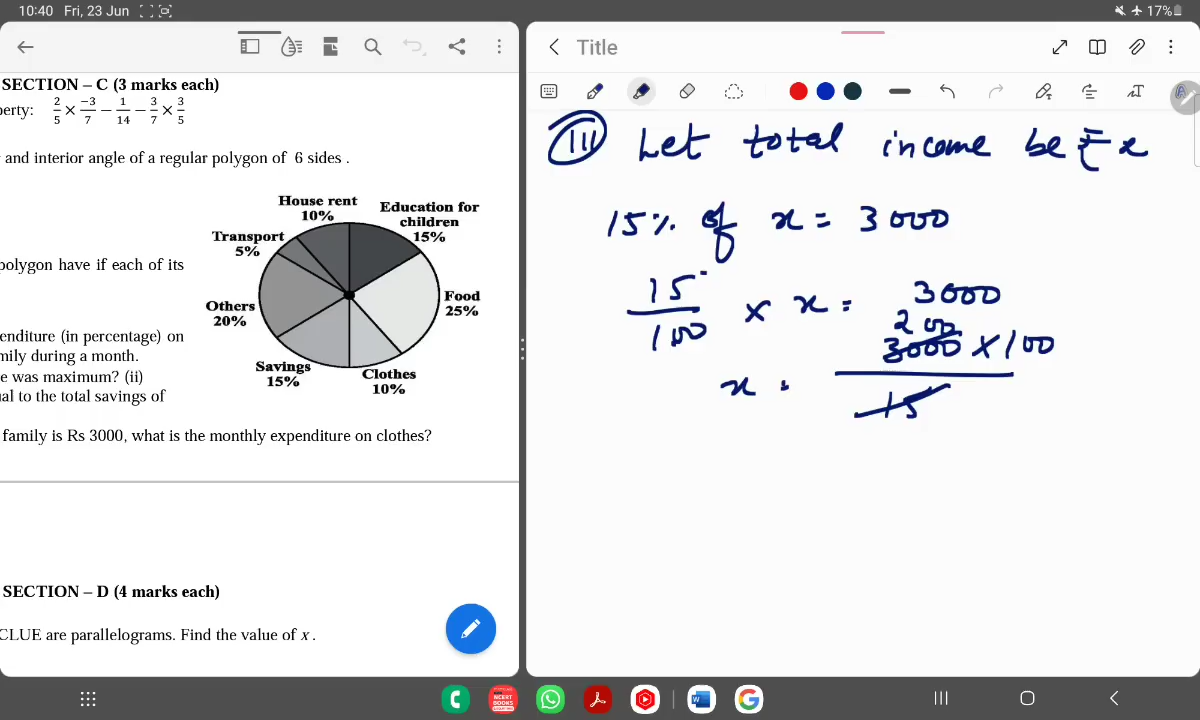 10:40 Fri, 23 Jun
17%
SECTION – C (3 marks each)
perty: 2/5 × -3/7 − 1/14 − 3/7 × 3/5
and interior angle of a regular polygon of 6 sides .
House rent
10%
Education for
children
15%
Transport
5%
polygon have if each of its
Food
25%
Others
20%
enditure (in percentage) on
mily during a month.
Savings
15%
Clothes
10%
e was maximum? (ii)
ual to the total savings of
family is Rs 3000, what is the monthly expenditure on clothes?
SECTION – D (4 marks each)
CLUE are parallelograms. Find the value of x .
Title
(III) Let total income be ₹ x
15% of x = 3000
15/100 × x = 3000
200
x = 3000 × 100 / 15